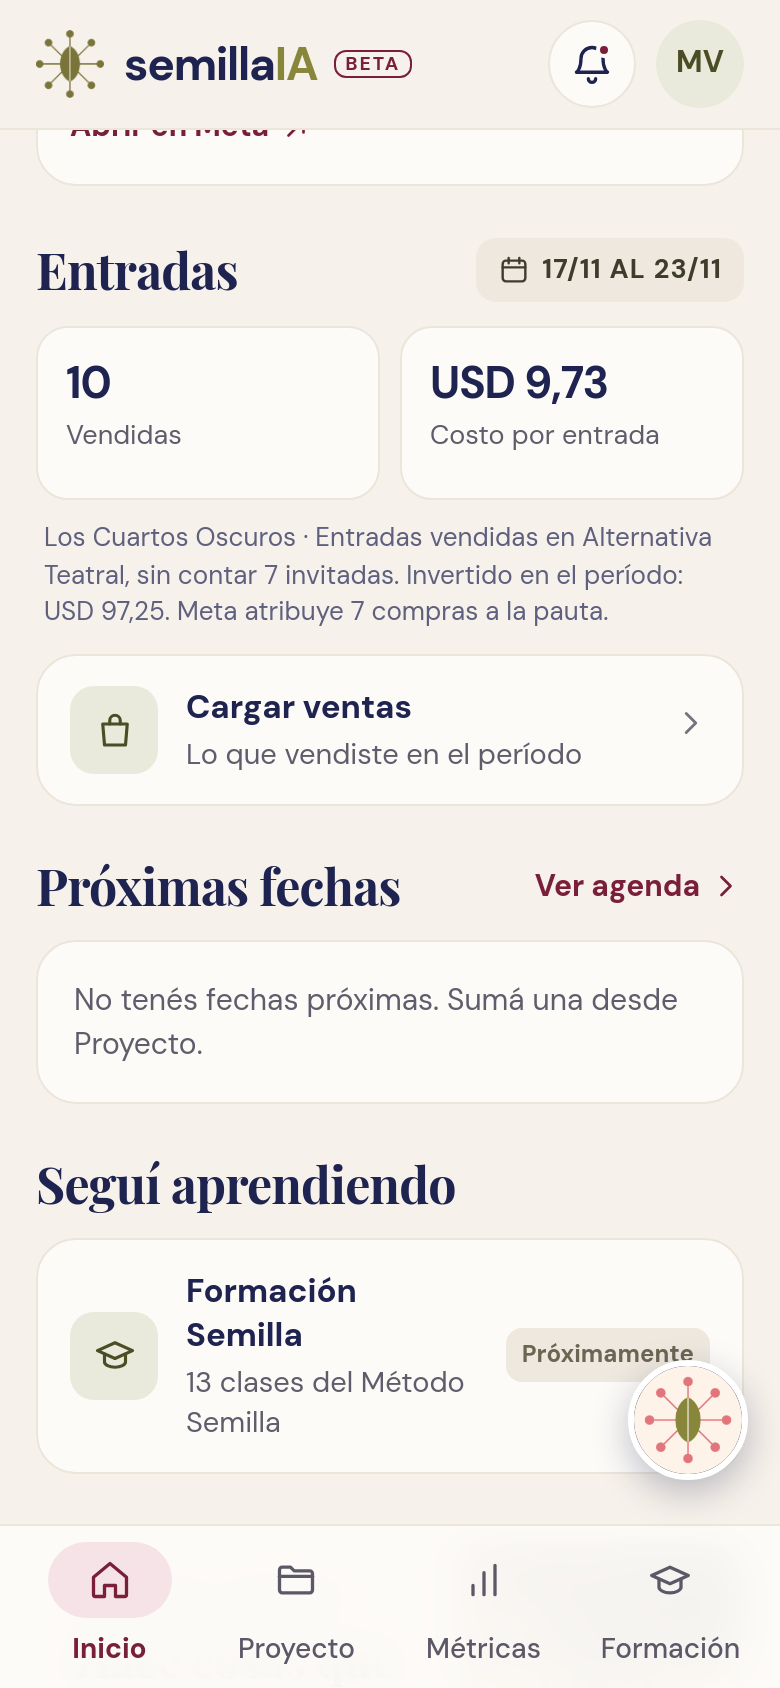 semillaIA BETA
MV
Abrir en Meta ↗
Entradas
17/11 AL 23/11
10
Vendidas
USD 9,73
Costo por entrada
Los Cuartos Oscuros · Entradas vendidas en Alternativa
Teatral, sin contar 7 invitadas. Invertido en el período:
USD 97,25. Meta atribuye 7 compras a la pauta.
Cargar ventas
Lo que vendiste en el período
Próximas fechas
Ver agenda
No tenés fechas próximas. Sumá una desde
Proyecto.
Seguí aprendiendo
Formación
Semilla
13 clases del Método
Semilla
Próximamente
Inicio
Proyecto
Métricas
Formación